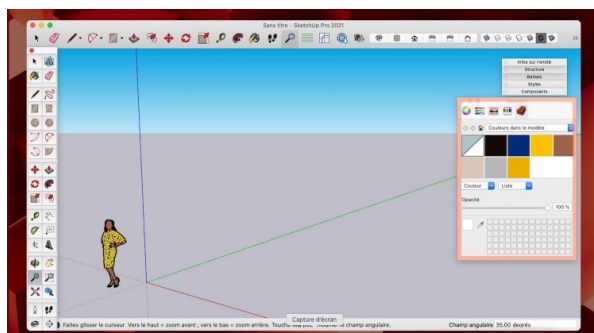 Sans titre - SketchUp Pro 2021
Infos sur l'entité
Structure
Balises
Styles
Composants
Couleurs dans le modèle
Couleur
Liste
Opacité
100 %
Capture d'écran
Faites glisser le curseur Vers le haut = zoom avant ; vers le bas = zoom arrière.
Champ angulaire 35.00 degrés